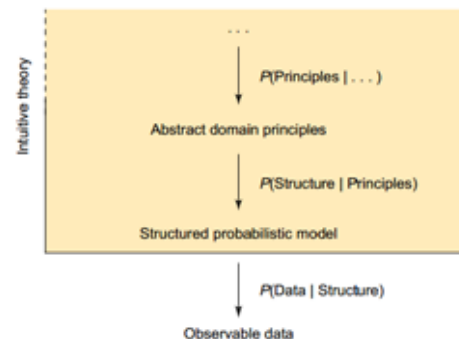 Intuitive theory
. . .
P(Principles | . . . )
Abstract domain principles
P(Structure | Principles)
Structured probabilistic model
P(Data | Structure)
Observable data